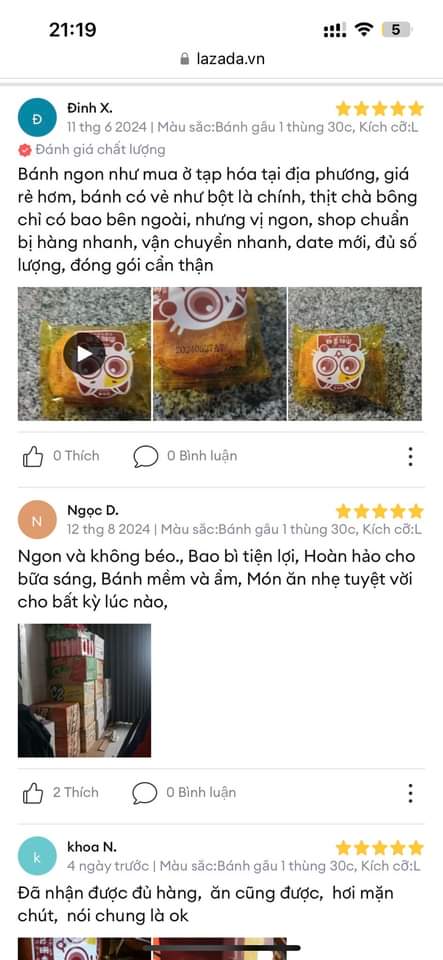 21:19
5
lazada.vn
Đ
Đinh X.
11 thg 6 2024 | Màu sắc:Bánh gâu 1 thùng 30c, Kích cỡ:L
Đánh giá chất lượng
Bánh ngon như mua ở tạp hóa tại địa phương, giá
rẻ hơm, bánh có vẻ như bột là chính, thịt chà bông
chỉ có bao bên ngoài, nhưng vị ngon, shop chuẩn
bị hàng nhanh, vận chuyển nhanh, date mới, đủ số
lượng, đóng gói cẩn thận
0 Thích
0 Bình luận
N
Ngọc D.
12 thg 8 2024 | Màu sắc:Bánh gâu 1 thùng 30c, Kích cỡ:L
Ngon và không béo., Bao bì tiện lợi, Hoàn hảo cho
bữa sáng, Bánh mềm và ẩm, Món ăn nhẹ tuyệt vời
cho bất kỳ lúc nào,
2 Thích
0 Bình luận
k
khoa N.
4 ngày trước | Màu sắc:Bánh gâu 1 thùng 30c, Kích cỡ:L
Đã nhận được đủ hàng, ăn cũng được, hơi mặn
chút, nói chung là ok